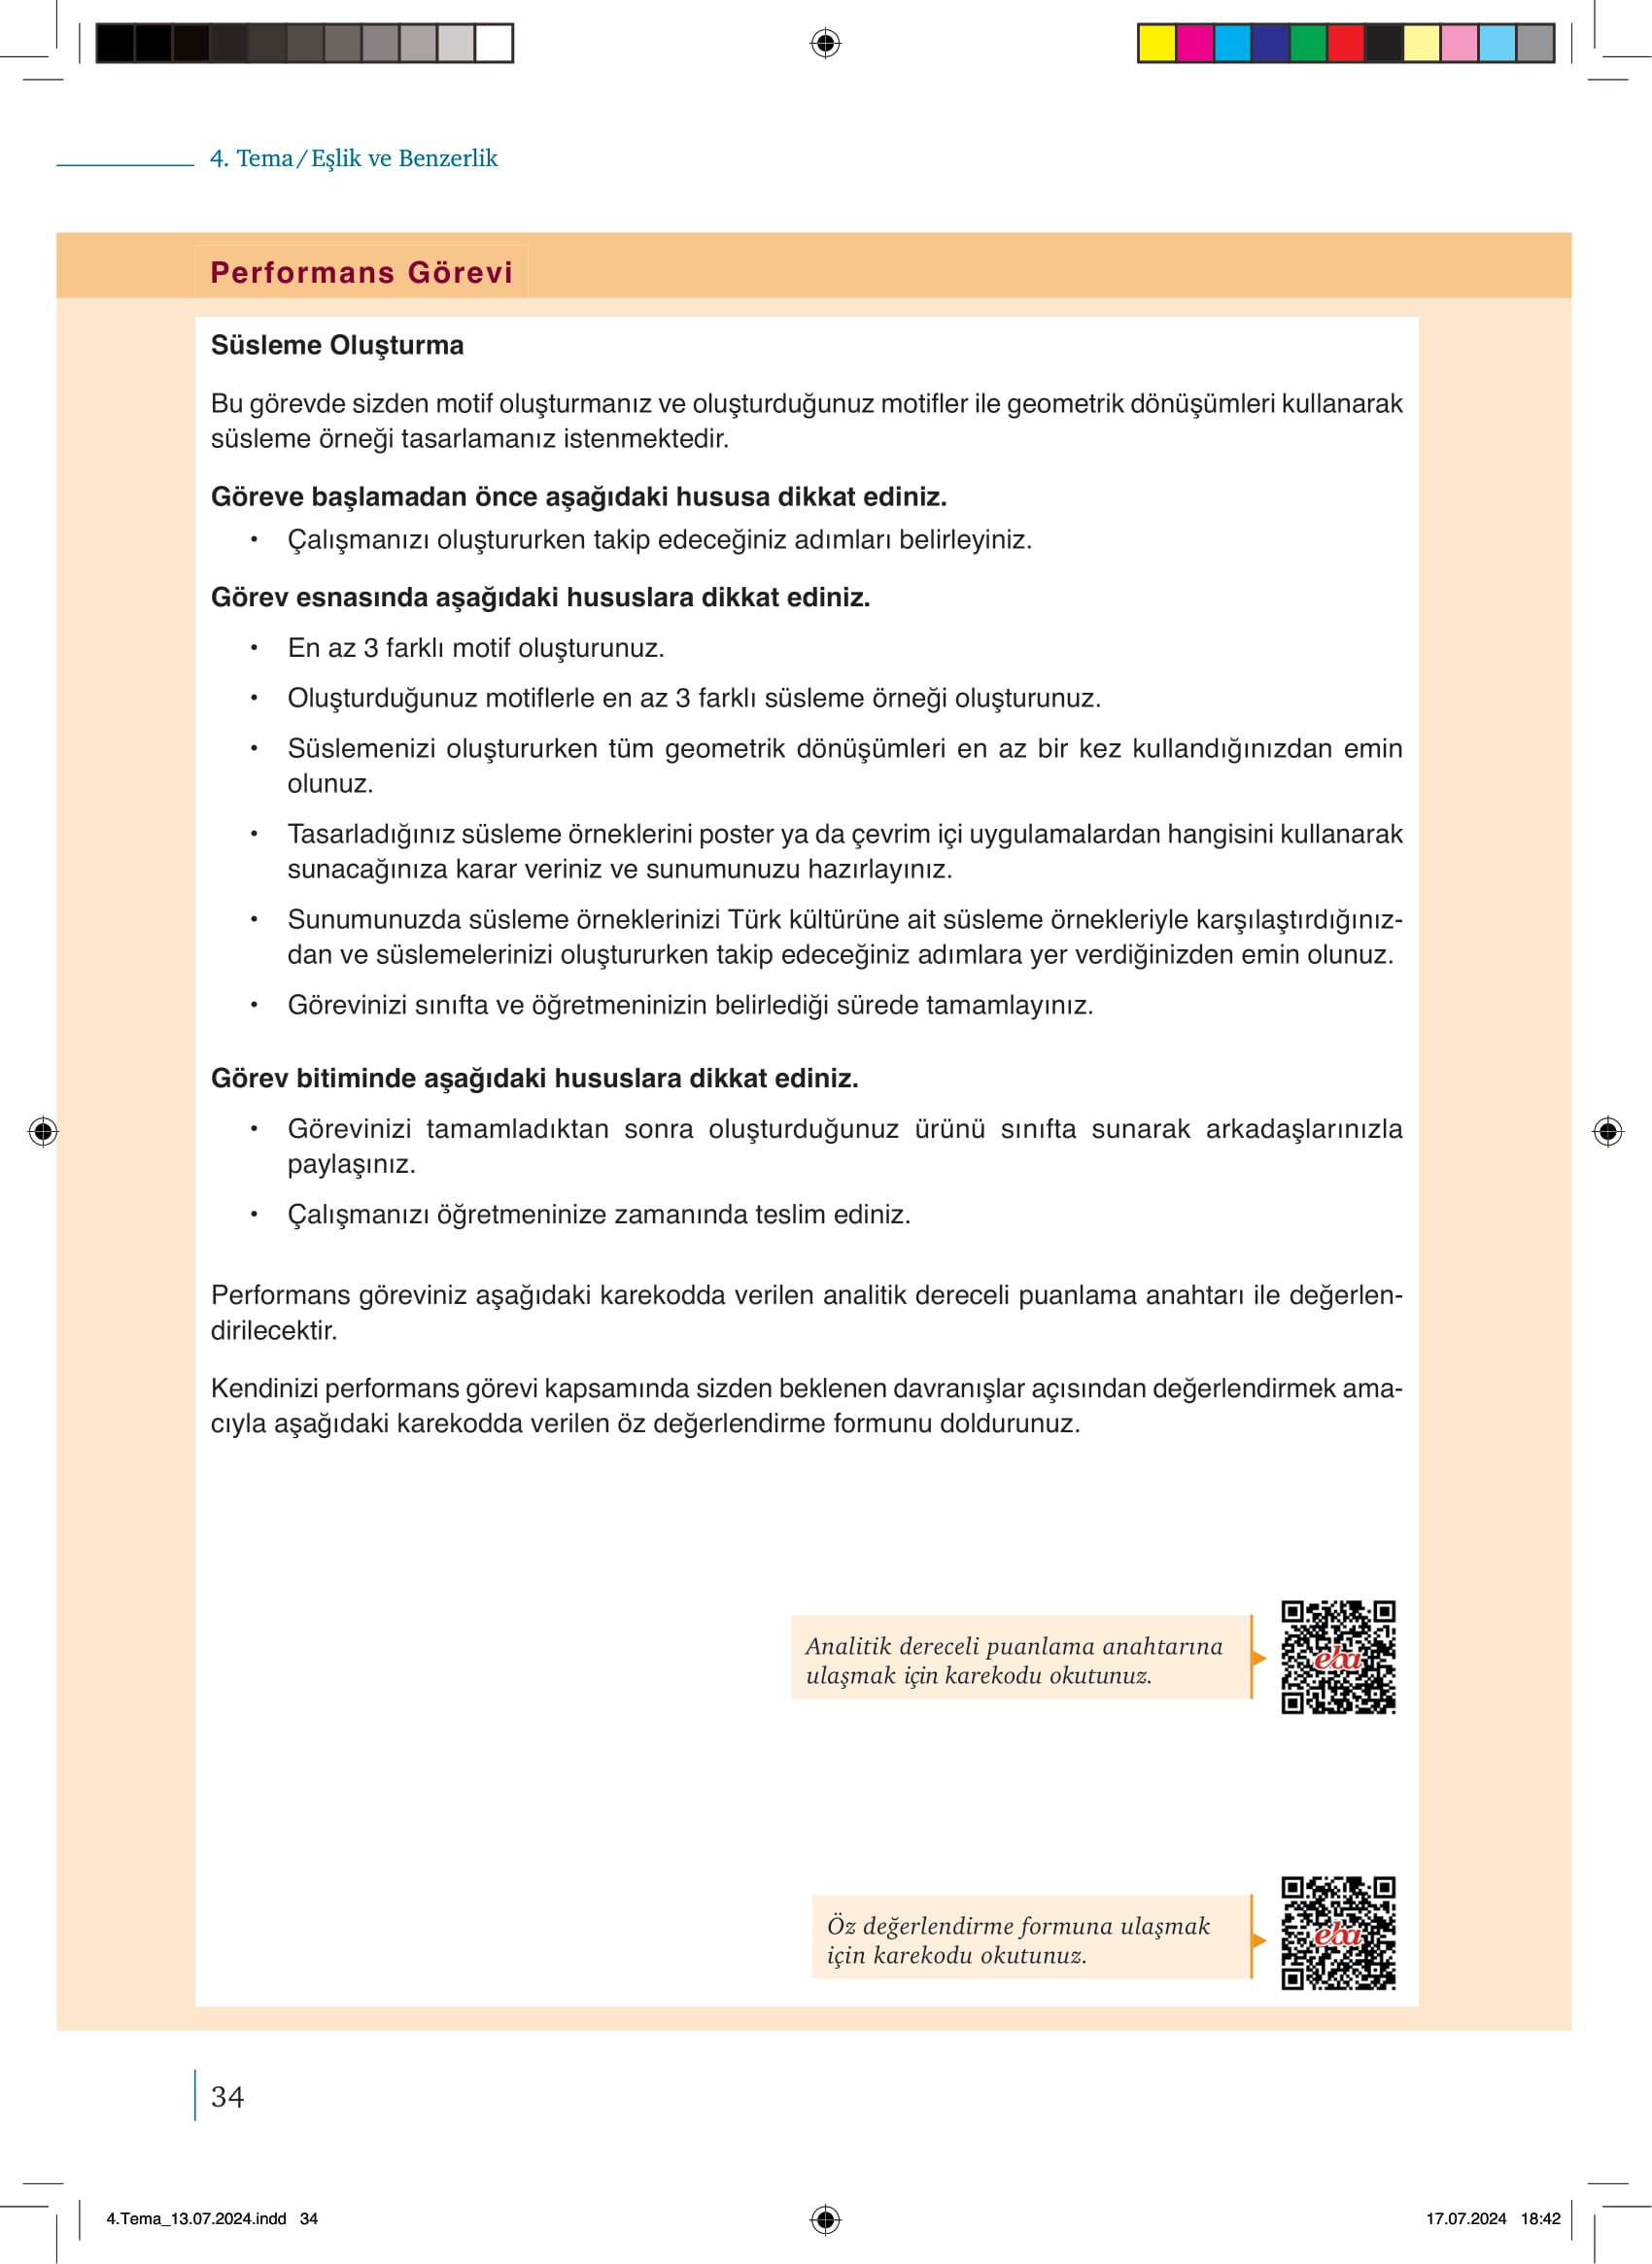 4. Tema/Eşlik ve Benzerlik
Performans Görevi
Süsleme Oluşturma
Bu görevde sizden motif oluşturmanız ve oluşturduğunuz motifler ile geometrik dönüşümleri kullanarak
süsleme örneği tasarlamanız istenmektedir.
Göreve başlamadan önce aşağıdaki hususa dikkat ediniz.
• Çalışmanızı oluştururken takip edeceğiniz adımları belirleyiniz.
Görev esnasında aşağıdaki hususlara dikkat ediniz.
• En az 3 farklı motif oluşturunuz.
• Oluşturduğunuz motiflerle en az 3 farklı süsleme örneği oluşturunuz.
• Süslemenizi oluştururken tüm geometrik dönüşümleri en az bir kez kullandığınızdan emin
olunuz.
• Tasarladığınız süsleme örneklerini poster ya da çevrim içi uygulamalardan hangisini kullanarak
sunacağınıza karar veriniz ve sunumunuzu hazırlayınız.
• Sunumunuzda süsleme örneklerinizi Türk kültürüne ait süsleme örnekleriyle karşılaştırdığınız-
dan ve süslemelerinizi oluştururken takip edeceğiniz adımlara yer verdiğinizden emin olunuz.
• Görevinizi sınıfta ve öğretmeninizin belirlediği sürede tamamlayınız.
Görev bitiminde aşağıdaki hususlara dikkat ediniz.
• Görevinizi tamamladıktan sonra oluşturduğunuz ürünü sınıfta sunarak arkadaşlarınızla
paylaşınız.
• Çalışmanızı öğretmeninize zamanında teslim ediniz.
Performans göreviniz aşağıdaki karekodda verilen analitik dereceli puanlama anahtarı ile değerlen-
dirilecektir.
Kendinizi performans görevi kapsamında sizden beklenen davranışlar açısından değerlendirmek ama-
cıyla aşağıdaki karekodda verilen öz değerlendirme formunu doldurunuz.
Analitik dereceli puanlama anahtarına
ulaşmak için karekodu okutunuz.
eba
Öz değerlendirme formuna ulaşmak
için karekodu okutunuz.
eba
34
4.Tema_13.07.2024.indd 34
17.07.2024 18:42